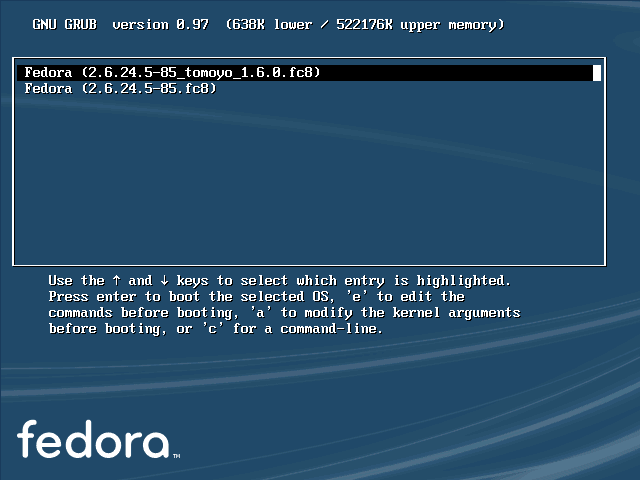 GNU GRUB  version 0.97  (638K lower / 522176K upper memory)
Fedora (2.6.24.5-85_tomoyo_1.6.0.fc8)
Fedora (2.6.24.5-85.fc8)
Use the ↑ and ↓ keys to select which entry is highlighted.
Press enter to boot the selected OS, 'e' to edit the
commands before booting, 'a' to modify the kernel arguments
before booting, or 'c' for a command-line.
fedora™